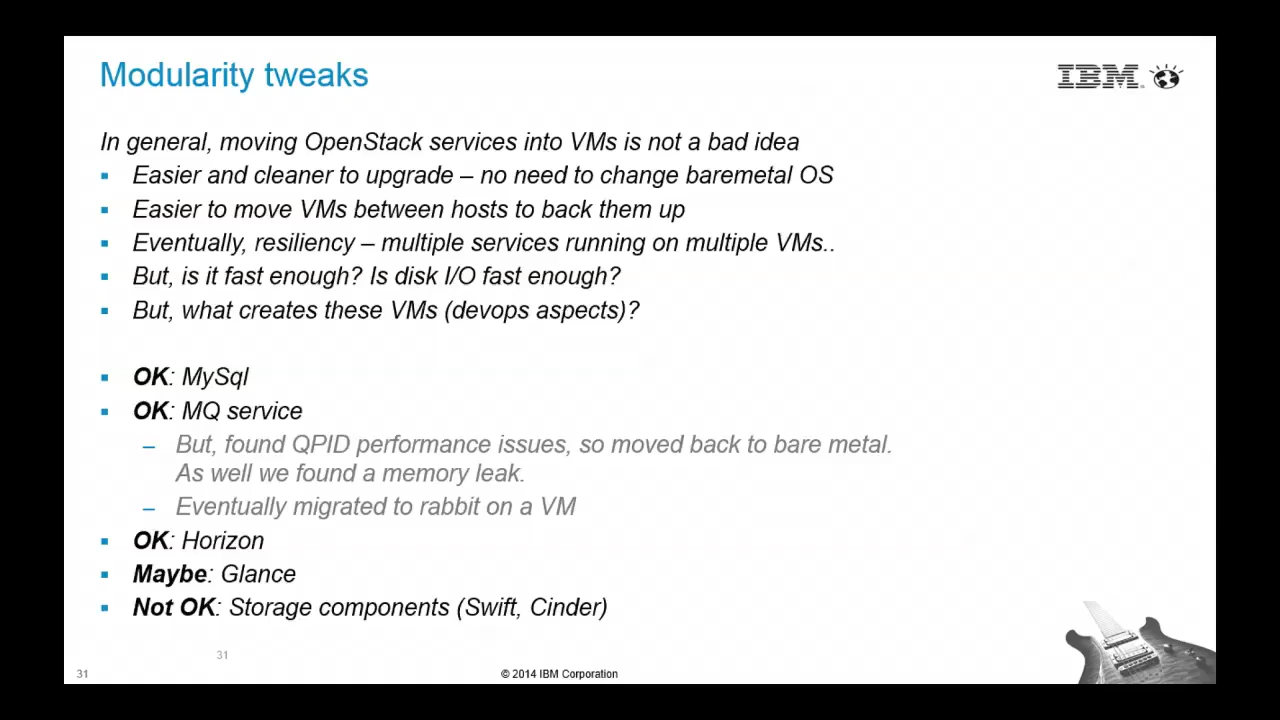 Modularity tweaks
IBM.
In general, moving OpenStack services into VMs is not a bad idea
▪ Easier and cleaner to upgrade – no need to change baremetal OS
▪ Easier to move VMs between hosts to back them up
▪ Eventually, resiliency – multiple services running on multiple VMs..
▪ But, is it fast enough? Is disk I/O fast enough?
▪ But, what creates these VMs (devops aspects)?
▪ OK: MySql
▪ OK: MQ service
– But, found QPID performance issues, so moved back to bare metal.
As well we found a memory leak.
– Eventually migrated to rabbit on a VM
▪ OK: Horizon
▪ Maybe: Glance
▪ Not OK: Storage components (Swift, Cinder)
31
31
© 2014 IBM Corporation